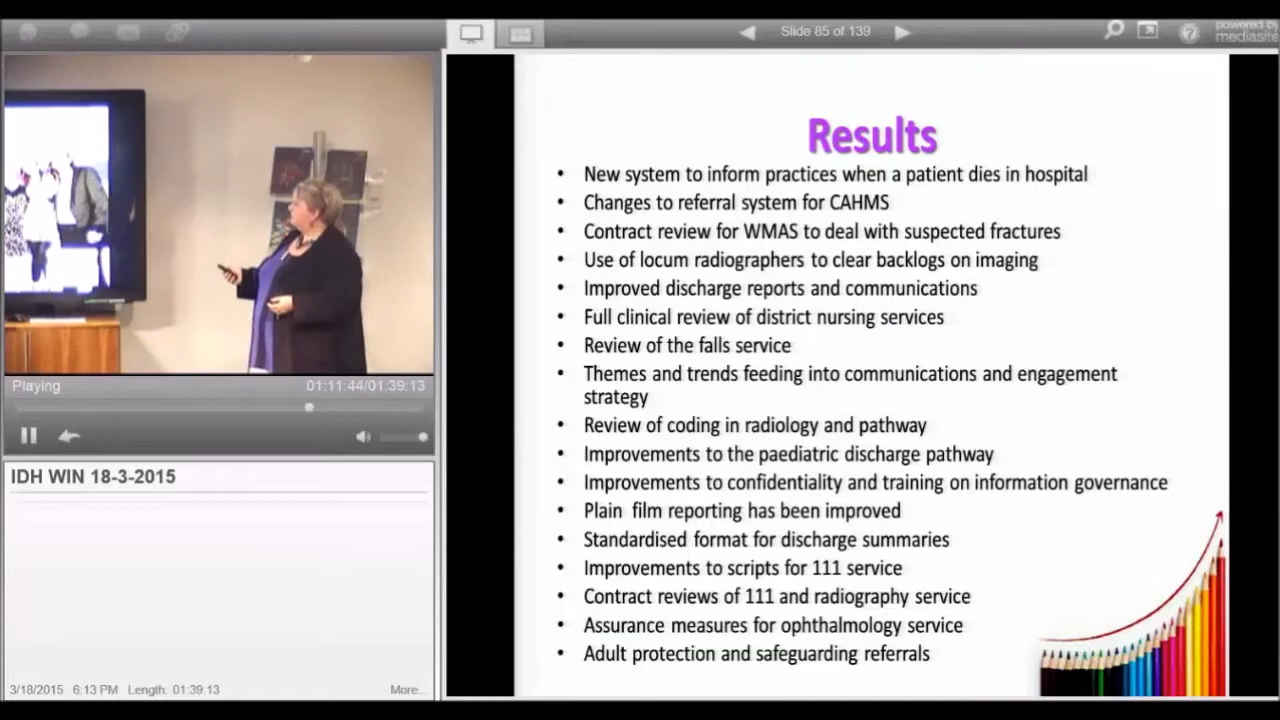 Slide 85 of 139
powered by
mediasite
Playing
01:11:44/01:39:13
IDH WIN 18-3-2015
3/18/2015 6:13 PM Length: 01:39:13
More...
Results
• New system to inform practices when a patient dies in hospital
• Changes to referral system for CAHMS
• Contract review for WMAS to deal with suspected fractures
• Use of locum radiographers to clear backlogs on imaging
• Improved discharge reports and communications
• Full clinical review of district nursing services
• Review of the falls service
• Themes and trends feeding into communications and engagement
strategy
• Review of coding in radiology and pathway
• Improvements to the paediatric discharge pathway
• Improvements to confidentiality and training on information governance
• Plain film reporting has been improved
• Standardised format for discharge summaries
• Improvements to scripts for 111 service
• Contract reviews of 111 and radiography service
• Assurance measures for ophthalmology service
• Adult protection and safeguarding referrals